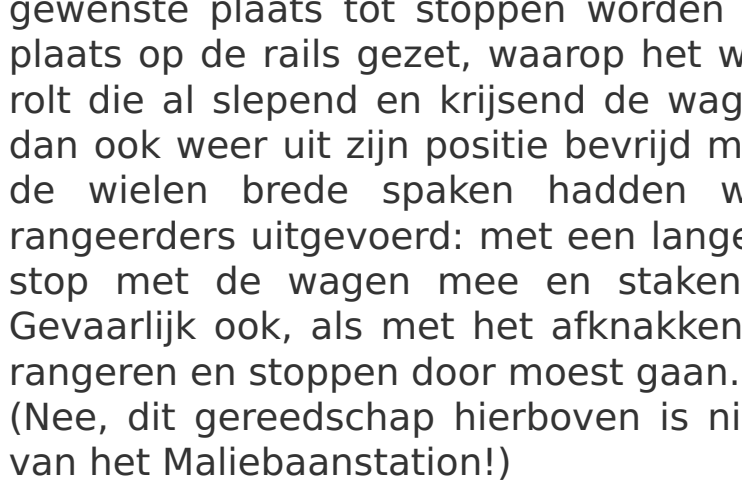 gewenste plaats tot stoppen worden
plaats op de rails gezet, waarop het
rolt die al slepend en krijsend de
dan ook weer uit zijn positie bevrijd
de wielen brede spaken hadden
rangeerders uitgevoerd: met een lange
stop met de wagen mee en staken
Gevaarlijk ook, als met het afknakken
rangeren en stoppen door moest gaan.
(Nee, dit gereedschap hierboven is
van het Maliebaanstation!)